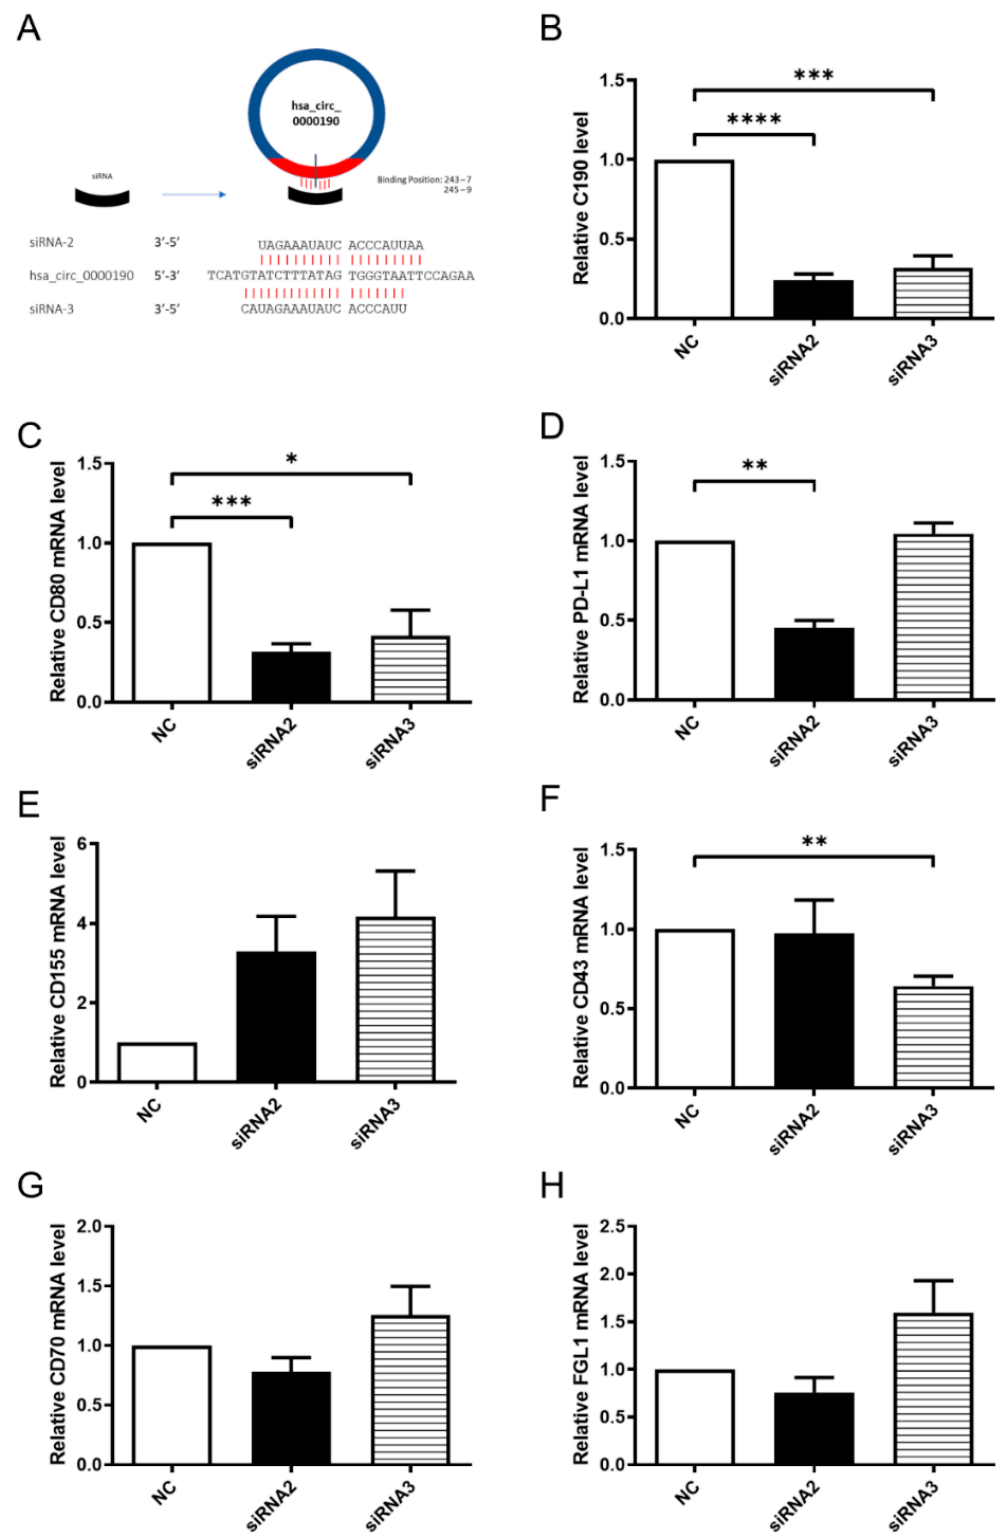 A
hsa_circ_
0000190
siRNA
Binding Position: 243–7
245–9
siRNA-2 3'-5' UAGAAAUAUC ACCCAUUAA
hsa_circ_0000190 5'-3' TCATGTATCTTTATAG TGGGTAATTCCAGAA
siRNA-3 3'-5' CAUAGAAAUAUC ACCCAUU
B
Relative C190 level
1.5
1.0
0.5
0.0
***
****
NC siRNA2 siRNA3
C
Relative CD80 mRNA level
1.5
1.0
0.5
0.0
*
***
NC siRNA2 siRNA3
D
Relative PD-L1 mRNA level
1.5
1.0
0.5
0.0
**
NC siRNA2 siRNA3
E
Relative CD155 mRNA level
6
4
2
0
NC siRNA2 siRNA3
F
Relative CD43 mRNA level
1.5
1.0
0.5
0.0
**
NC siRNA2 siRNA3
G
Relative CD70 mRNA level
2.0
1.5
1.0
0.5
0.0
NC siRNA2 siRNA3
H
Relative FGL1 mRNA level
2.5
2.0
1.5
1.0
0.5
0.0
NC siRNA2 siRNA3